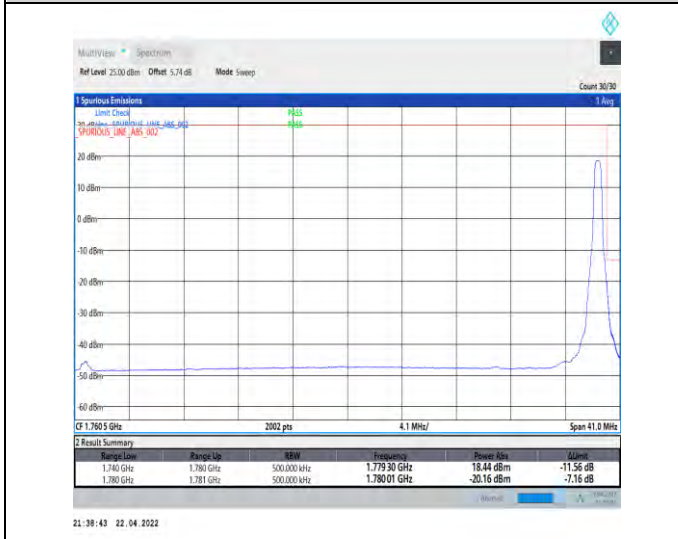 MultiView Spectrum
Ref Level 25.00 dBm Offset 5.74 dB Mode Sweep
Count 30/30
1 Spurious Emissions 1 Avg
Limit Check PASS
PASS
SPURIOUS_LINE_ABS_002
20 dBm
10 dBm
0 dBm
-10 dBm
-20 dBm
-30 dBm
-40 dBm
-50 dBm
-60 dBm
CF 1.760 5 GHz 2002 pts 4.1 MHz/ Span 41.0 MHz
2 Result Summary
Range Low Range Up RBW Frequency Power Abs ΔLimit
1.740 GHz 1.780 GHz 500.000 kHz 1.779 30 GHz 18.44 dBm -11.56 dB
1.780 GHz 1.781 GHz 500.000 kHz 1.780 01 GHz -20.16 dBm -7.16 dB
21:38:43 22.04.2022